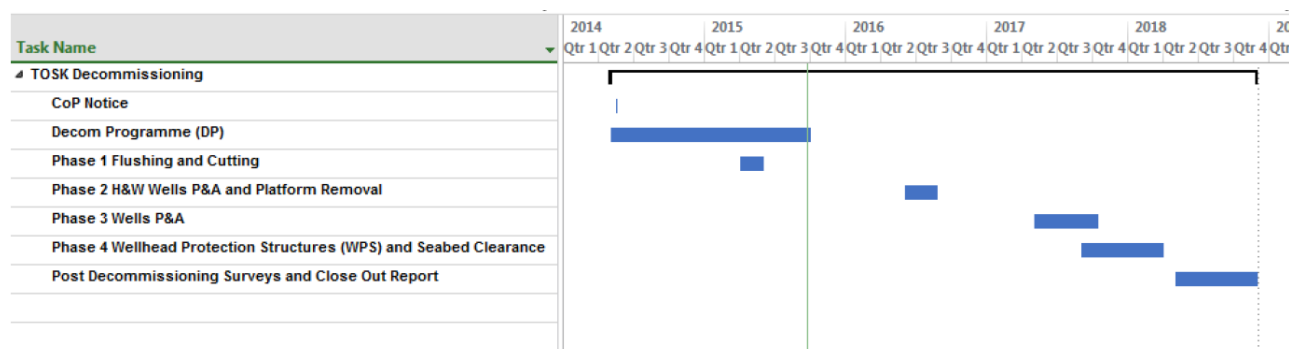 2014 2015 2016 2017 2018 20
Task Name Qtr 1 Qtr 2 Qtr 3 Qtr 4 Qtr 1 Qtr 2 Qtr 3 Qtr 4 Qtr 1 Qtr 2 Qtr 3 Qtr 4 Qtr 1 Qtr 2 Qtr 3 Qtr 4 Qtr 1 Qtr 2 Qtr 3 Qtr 4 Qtr
TOSK Decommissioning
CoP Notice
Decom Programme (DP)
Phase 1 Flushing and Cutting
Phase 2 H&W Wells P&A and Platform Removal
Phase 3 Wells P&A
Phase 4 Wellhead Protection Structures (WPS) and Seabed Clearance
Post Decommissioning Surveys and Close Out Report